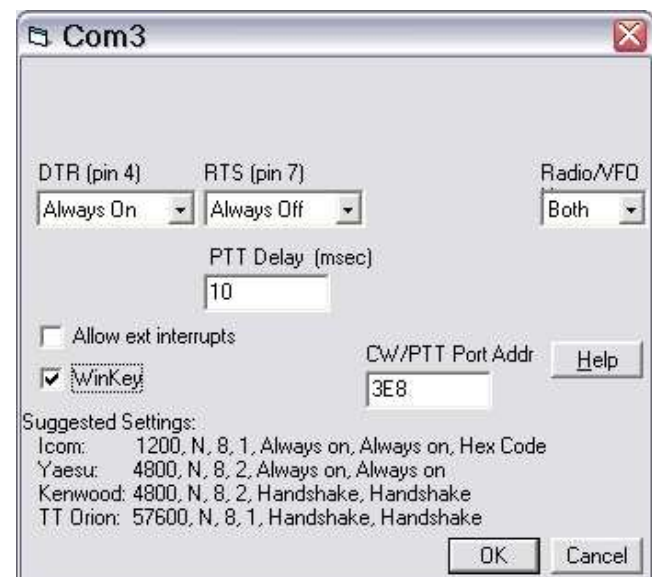 Com3
DTR (pin 4) RTS (pin 7) Radio/VFO
Always On Always Off Both
PTT Delay (msec)
10
Allow ext interrupts
CW/PTT Port Addr Help
WinKey
3E8
Suggested Settings:
Icom: 1200, N, 8, 1, Always on, Always on, Hex Code
Yaesu: 4800, N, 8, 2, Always on, Always on
Kenwood: 4800, N, 8, 2, Handshake, Handshake
TT Orion: 57600, N, 8, 1, Handshake, Handshake
OK Cancel